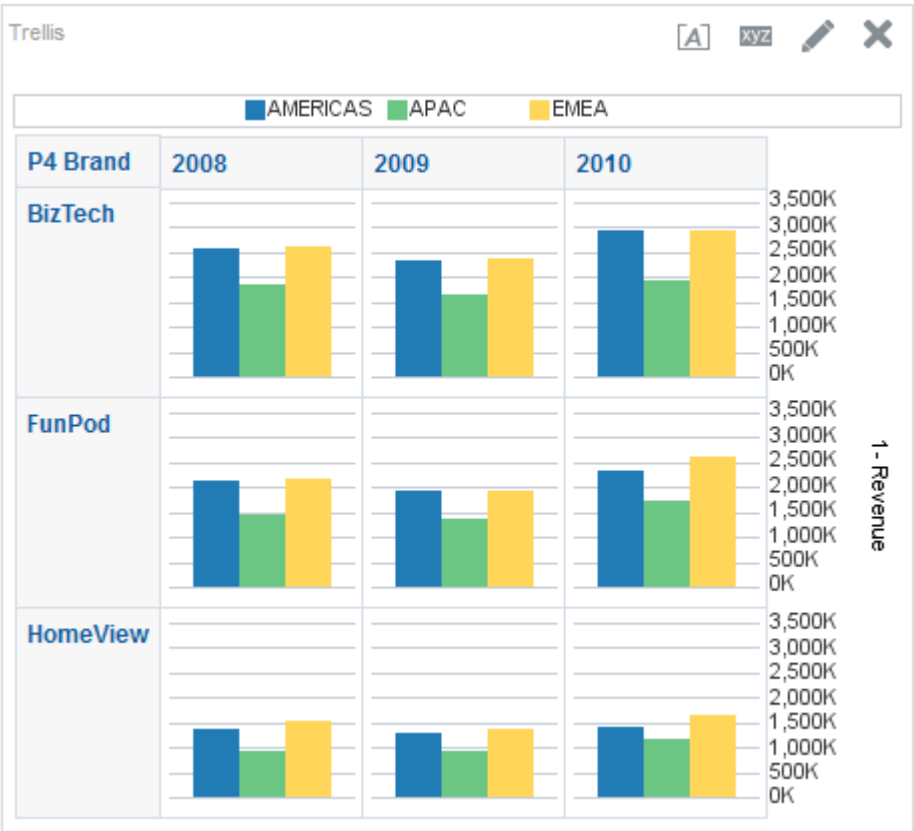 Trellis
[A] xyz
AMERICAS APAC EMEA
P4 Brand 2008 2009 2010
BizTech
3,500K
3,000K
2,500K
2,000K
1,500K
1,000K
500K
0K
FunPod
3,500K
3,000K
2,500K
2,000K
1,500K
1,000K
500K
0K
1- Revenue
HomeView
3,500K
3,000K
2,500K
2,000K
1,500K
1,000K
500K
0K